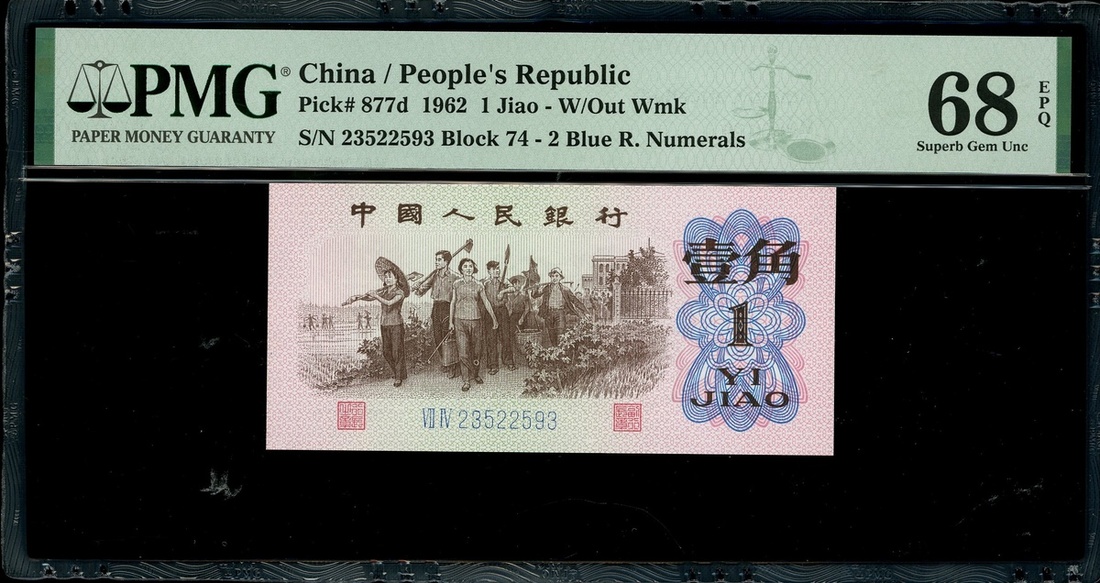 PMG®
PAPER MONEY GUARANTY
China / People's Republic
Pick# 877d 1962 1 Jiao - W/Out Wmk
S/N 23522593 Block 74 - 2 Blue R. Numerals
68
EPQ
Superb Gem Unc
中國人民銀行
壹角
1
YI
JIAO
VII IV 23522593